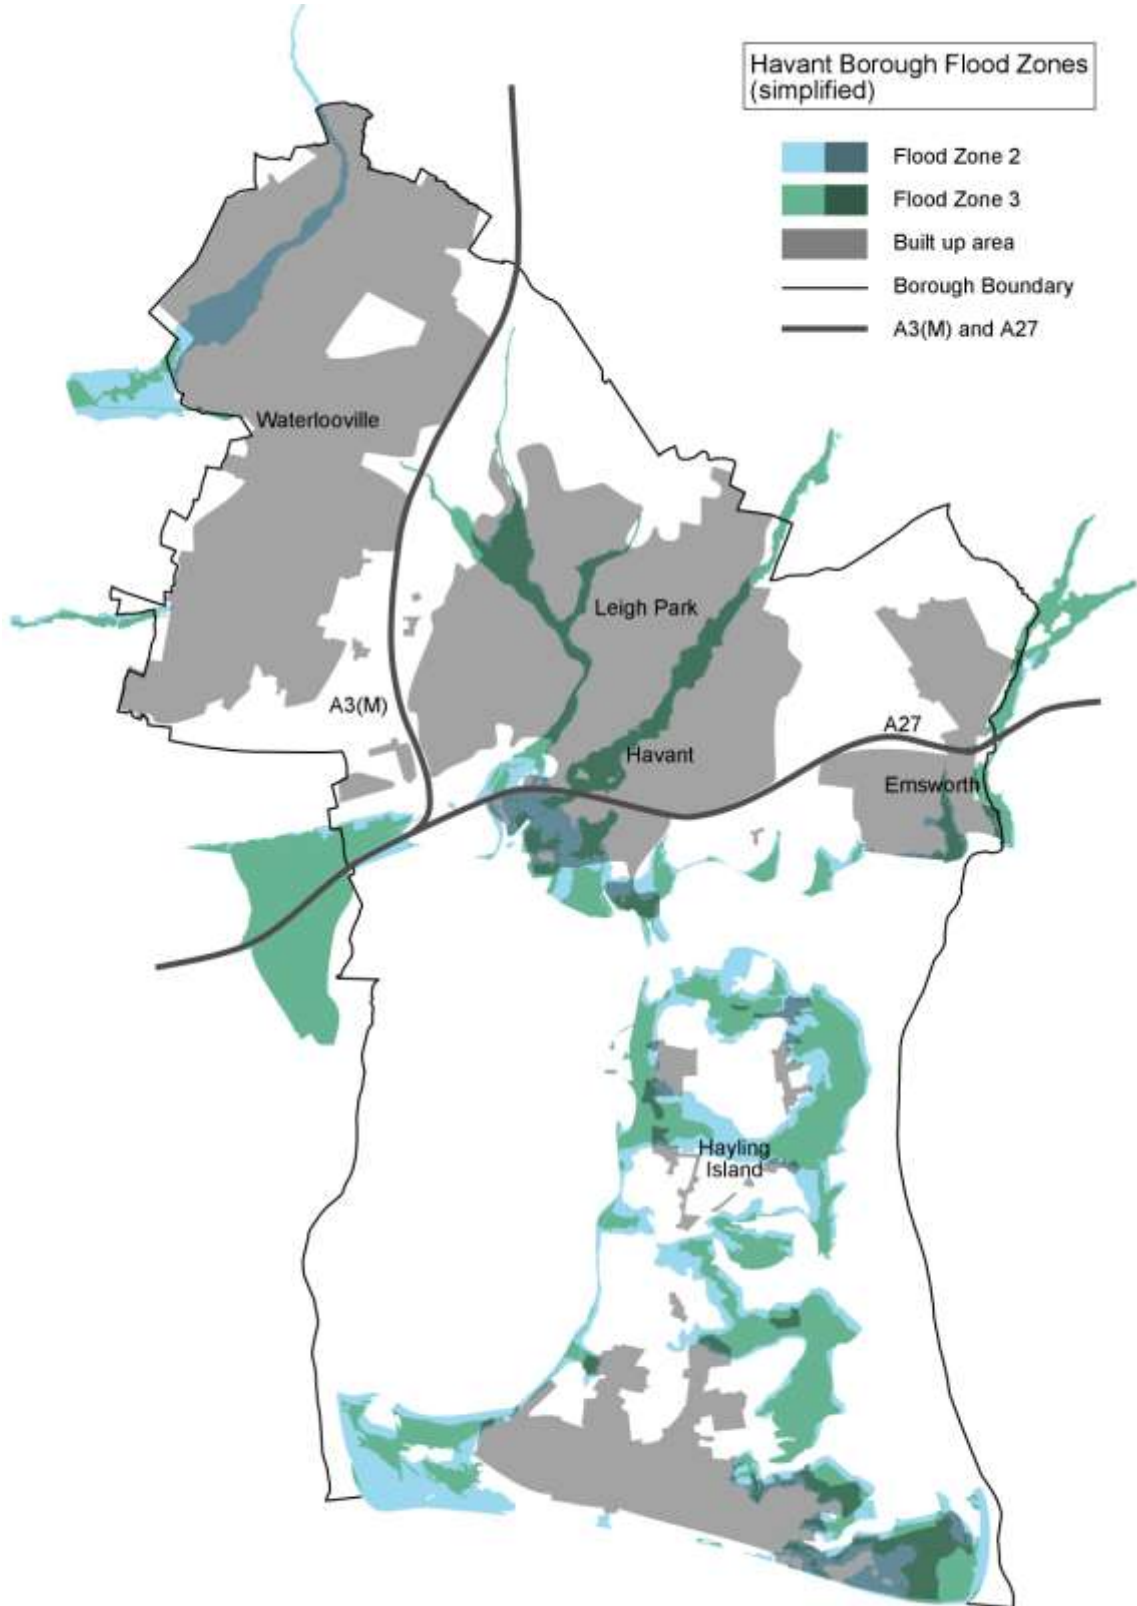 Havant Borough Flood Zones
(simplified)
Flood Zone 2
Flood Zone 3
Built up area
Borough Boundary
A3(M) and A27
Waterlooville
Leigh Park
A3(M)
A27
Havant
Emsworth
Hayling
Island